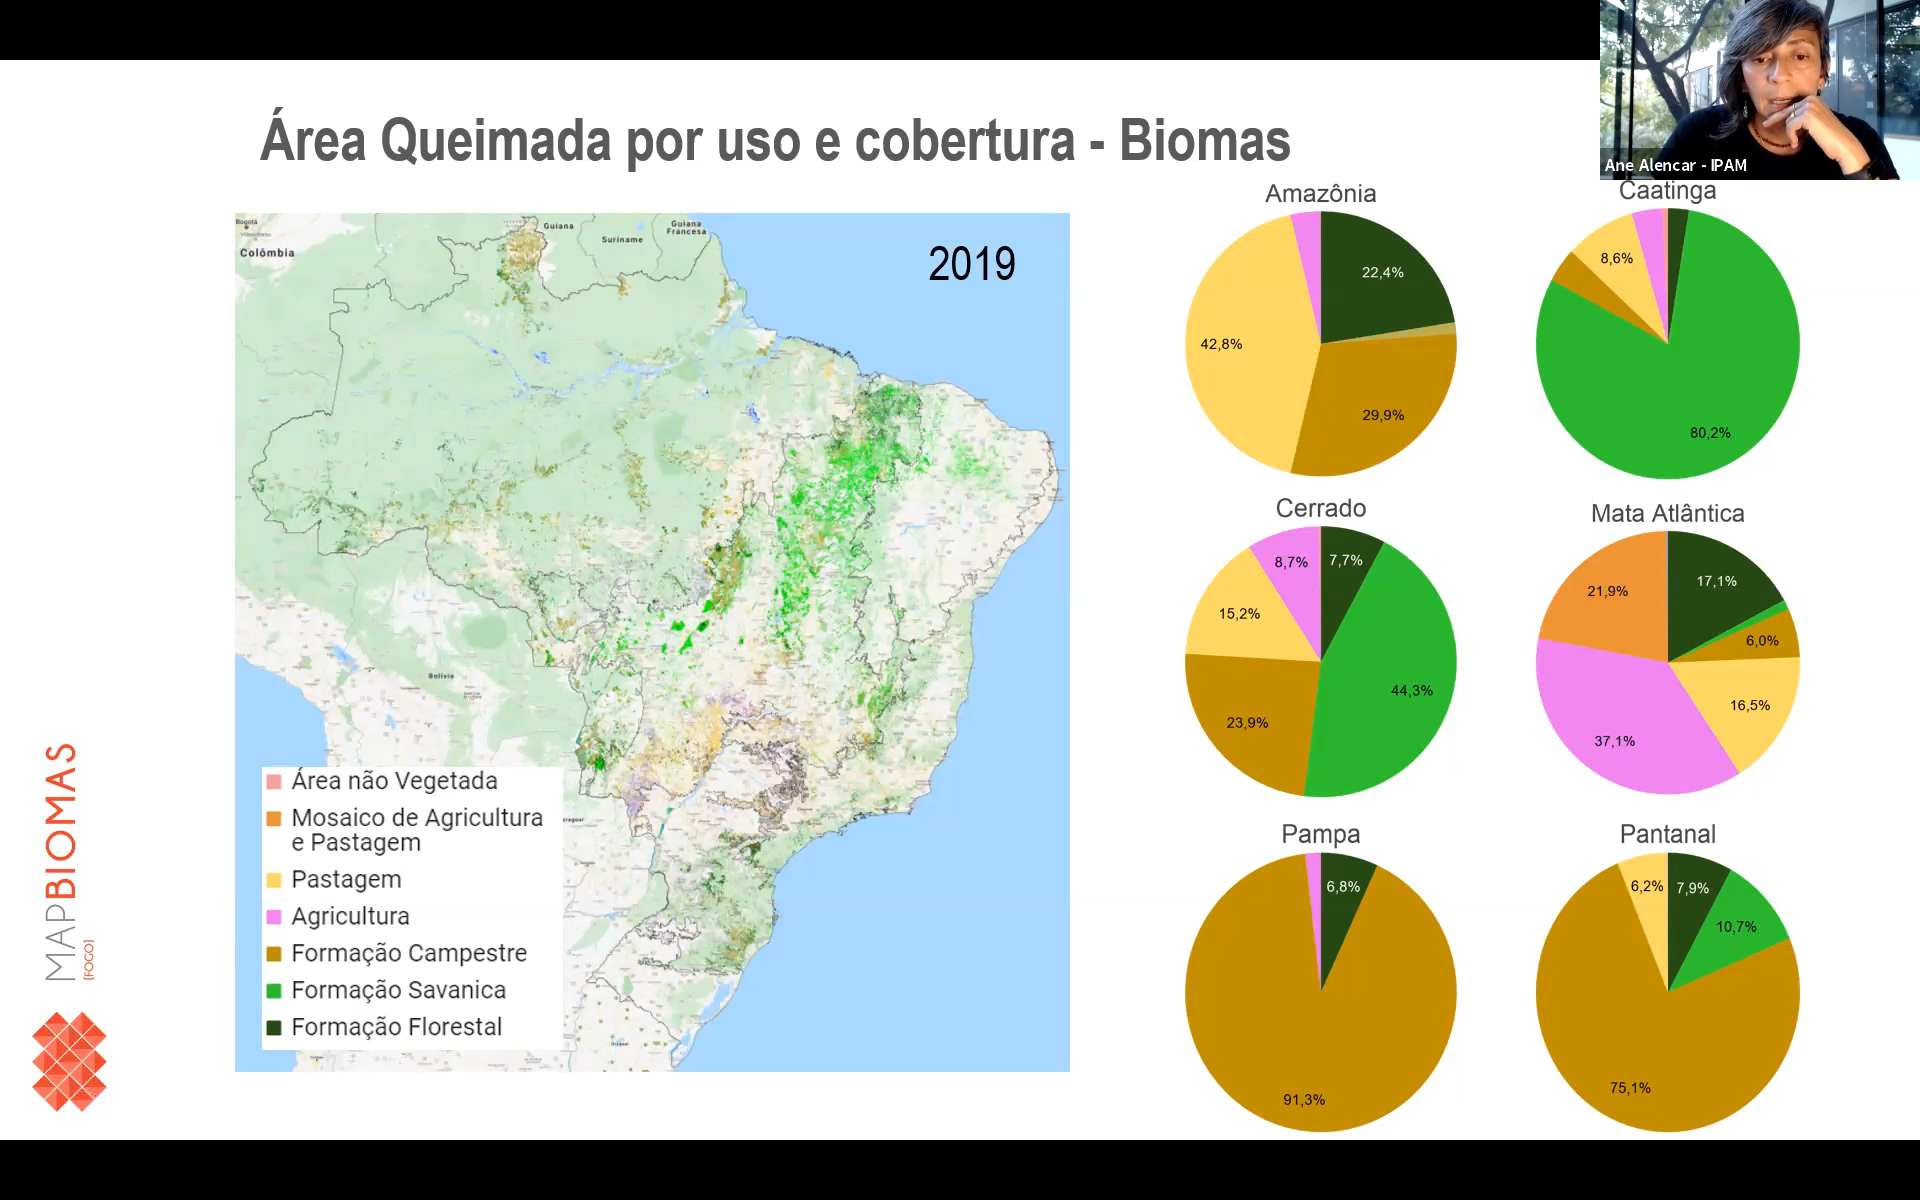 Ane Alencar - IPAM
Área Queimada por uso e cobertura - Biomas
2019
Bogotá
Colômbia
Guiana
Suriname
Guiana
Francesa
Bolívia
Área não Vegetada
Mosaico de Agricultura
e Pastagem
Pastagem
Agricultura
Formação Campestre
Formação Savanica
Formação Florestal
MAPBIOMAS
[FOGO]
Amazônia
22,4%
42,8%
29,9%
Caatinga
8,6%
80,2%
Cerrado
8,7%
7,7%
15,2%
44,3%
23,9%
Mata Atlântica
21,9%
17,1%
6,0%
16,5%
37,1%
Pampa
6,8%
91,3%
Pantanal
6,2%
7,9%
10,7%
75,1%